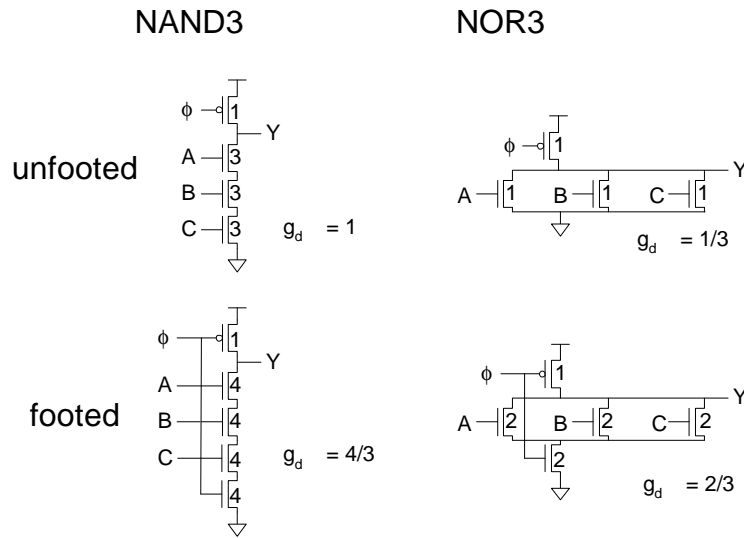 NAND3
NOR3
unfooted
ϕ
1
Y
A
3
B
3
C
3
g_d = 1
ϕ
1
Y
A
1
B
1
C
1
g_d = 1/3
footed
ϕ
1
Y
A
4
B
4
C
4
4
g_d = 4/3
ϕ
1
Y
A
2
B
2
C
2
2
g_d = 2/3